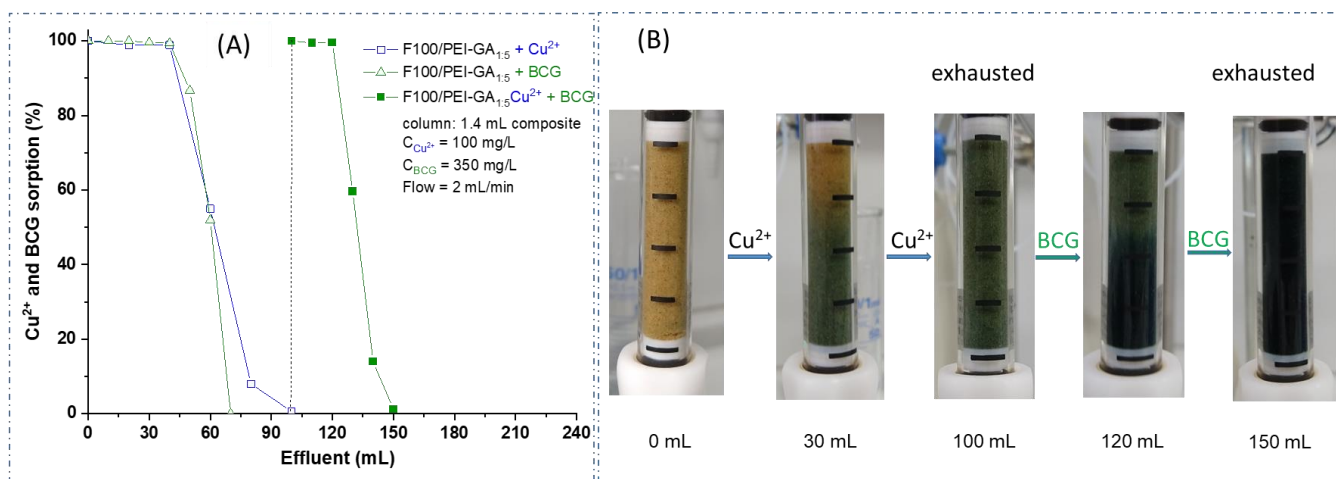 (A)
F100/PEI-GA1:5 + Cu2+
F100/PEI-GA1:5 + BCG
F100/PEI-GA1:5Cu2+ + BCG
column: 1.4 mL composite
CCu2+ = 100 mg/L
CBCG = 350 mg/L
Flow = 2 mL/min
Cu2+ and BCG sorption (%)
100
80
60
40
20
0
0 30 60 90 120 150 180 210 240
Effluent (mL)
(B)
exhausted
exhausted
Cu2+
Cu2+
BCG
BCG
0 mL
30 mL
100 mL
120 mL
150 mL